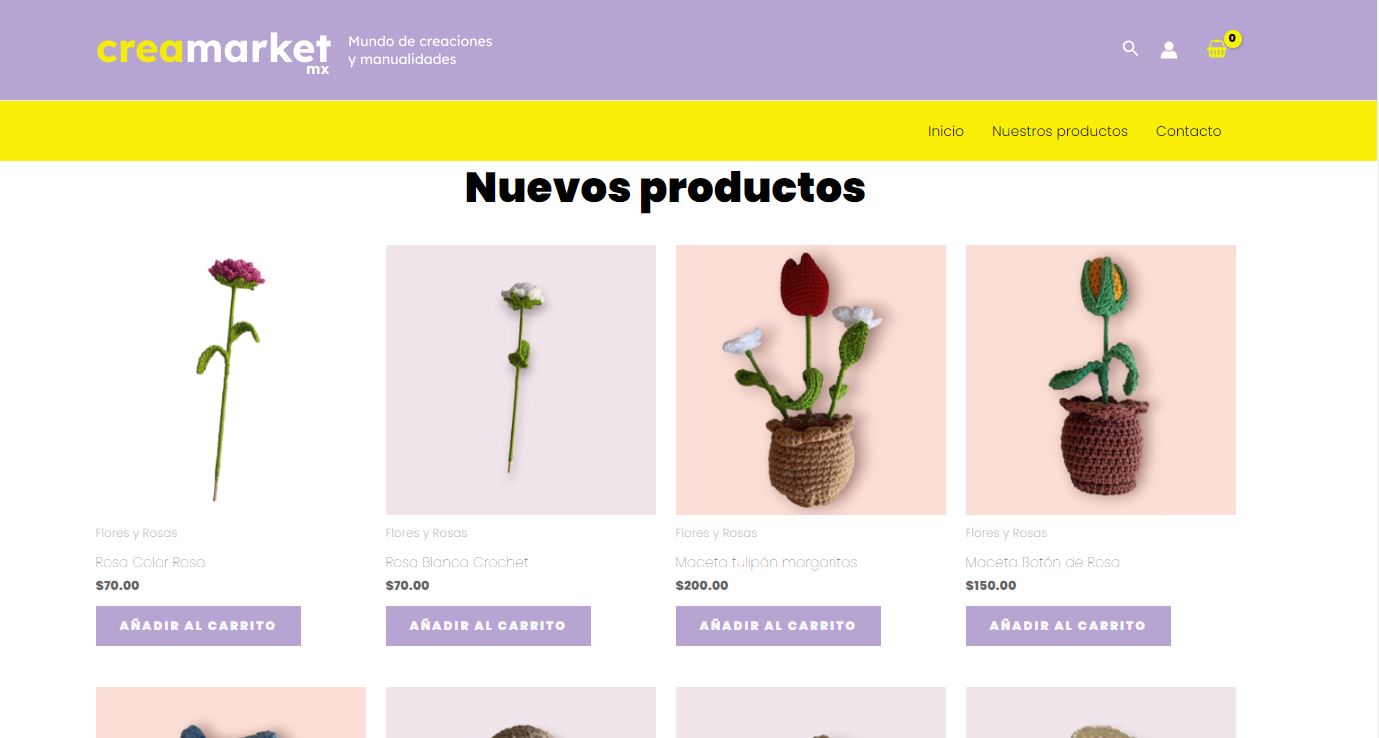 creamarket
mx
Mundo de creaciones
y manualidades
0
Inicio Nuestros productos Contacto
Nuevos productos
Flores y Rosas
Rosa Color Rosa
$70.00
AÑADIR AL CARRITO
Flores y Rosas
Rosa Blanca Crochet
$70.00
AÑADIR AL CARRITO
Flores y Rosas
Maceta tulipán margaritas
$200.00
AÑADIR AL CARRITO
Flores y Rosas
Maceta Botón de Rosa
$150.00
AÑADIR AL CARRITO